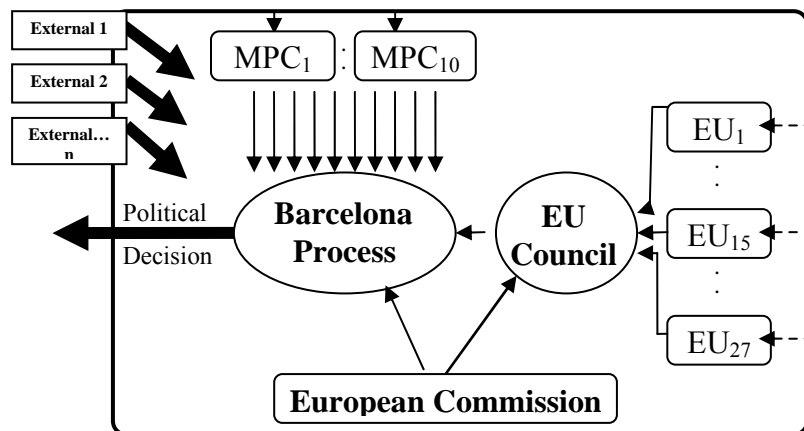 External 1
External 2
External…
n
MPC₁ : MPC₁₀
EU₁
:
EU₁₅
:
EU₂₇
Political
Decision
Barcelona
Process
EU
Council
European Commission